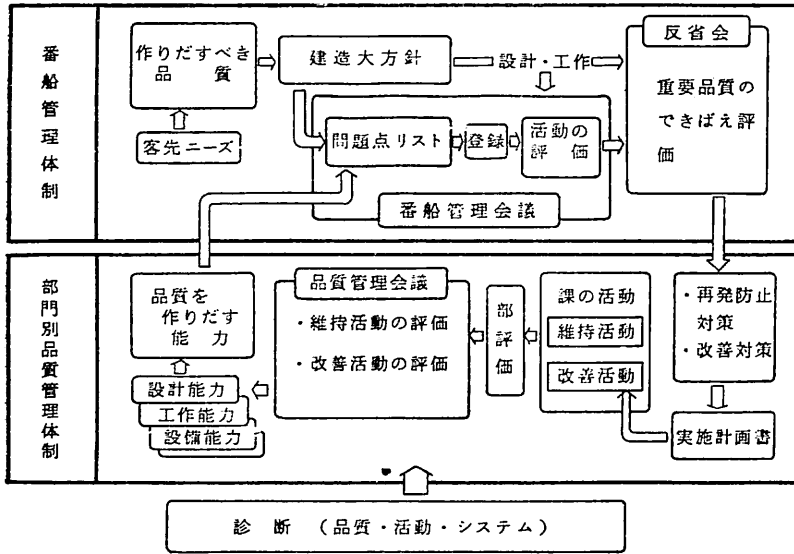 番船管理体制
作りだすべき
品質
客先ニーズ
建造大方針
設計・工作
反省会
重要品質の
できばえ評
価
問題点リスト
登録
活動の
評価
番船管理会議
部門別品質管理体制
品質を
作りだす
能力
設計能力
工作能力
設備能力
品質管理会議
・維持活動の評価
・改善活動の評価
部評価
課の活動
維持活動
改善活動
・再発防止
対策
・改善対策
実施計画書
診断（品質・活動・システム）